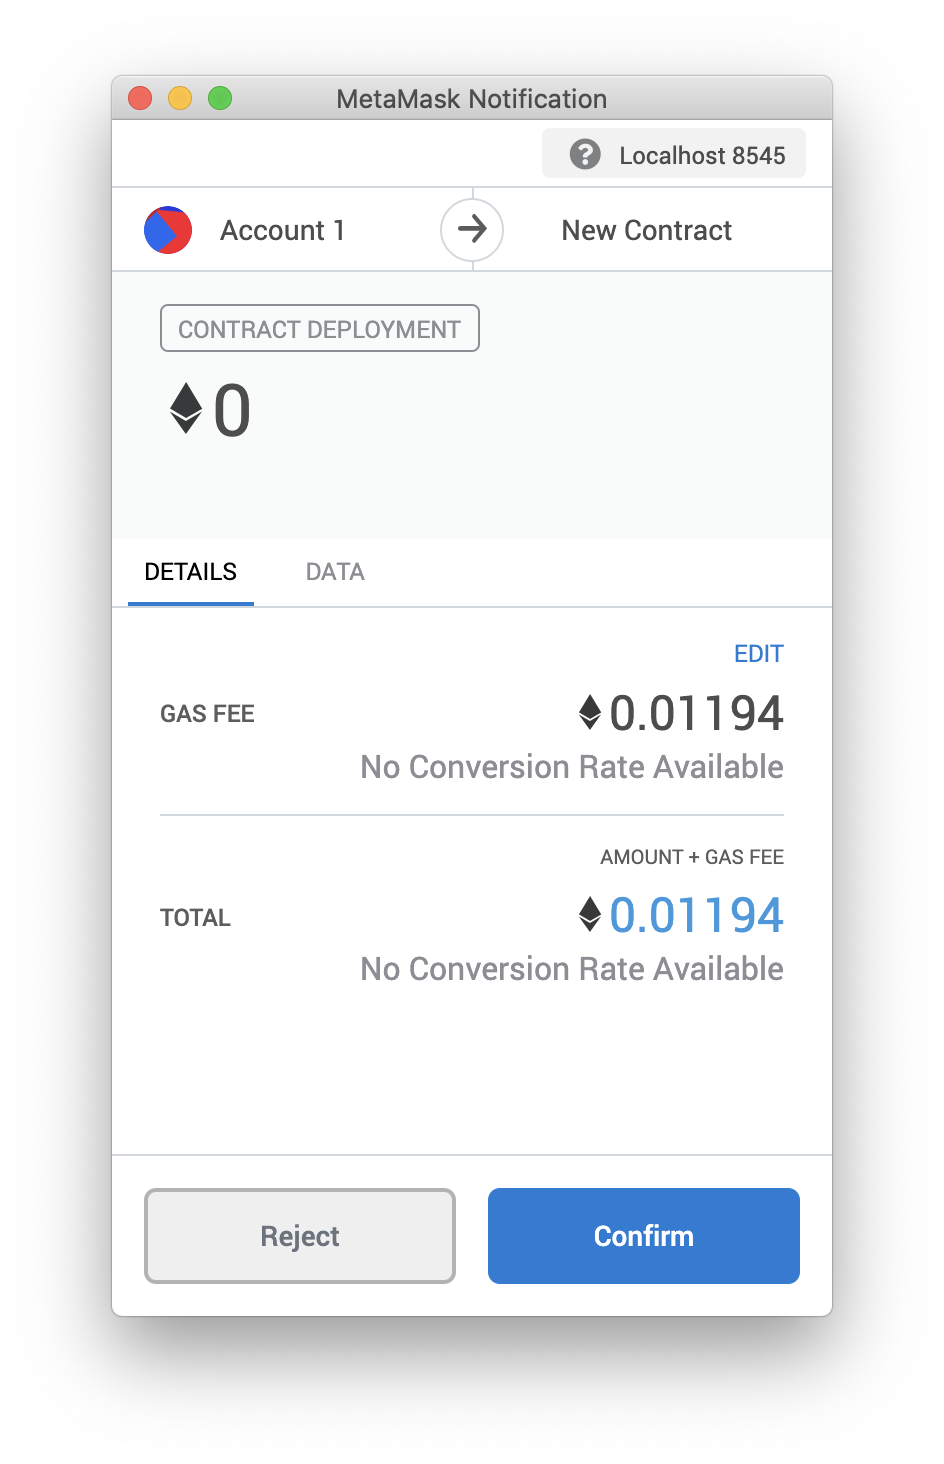 MetaMask Notification
? Localhost 8545
Account 1 New Contract
CONTRACT DEPLOYMENT
0
DETAILS DATA
EDIT
GAS FEE 0.01194
No Conversion Rate Available
AMOUNT + GAS FEE
TOTAL 0.01194
No Conversion Rate Available
Reject Confirm